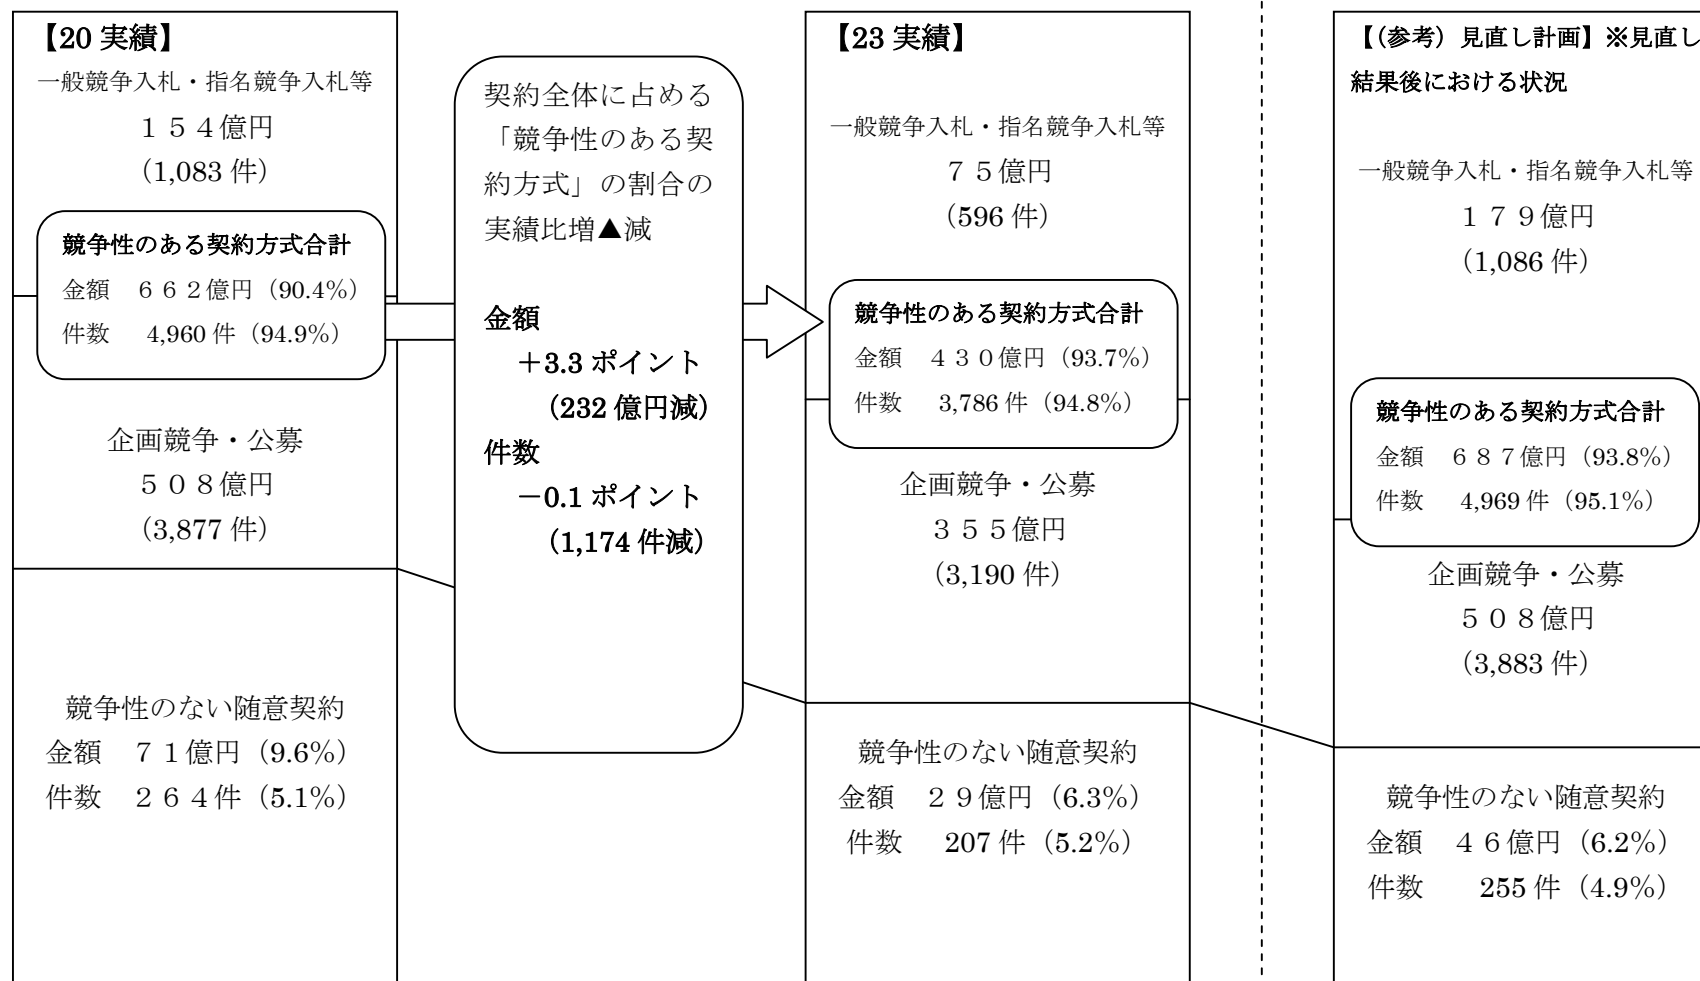 【20 実績】
一般競争入札・指名競争入札等
１５４億円
（1,083 件）
競争性のある契約方式合計
金額　６６２億円（90.4％）
件数　4,960 件（94.9％）
企画競争・公募
５０８億円
（3,877 件）
競争性のない随意契約
金額　７１億円（9.6％）
件数　２６４件（5.1％）
契約全体に占める
「競争性のある契
約方式」の割合の
実績比増▲減
金額
＋3.3 ポイント
（232 億円減）
件数
－0.1 ポイント
（1,174 件減）
【23 実績】
一般競争入札・指名競争入札等
７５億円
（596 件）
競争性のある契約方式合計
金額　４３０億円（93.7％）
件数　3,786 件（94.8％）
企画競争・公募
３５５億円
（3,190 件）
競争性のない随意契約
金額　２９億円（6.3％）
件数　207 件（5.2％）
【（参考）見直し計画】※見直し
結果後における状況
一般競争入札・指名競争入札等
１７９億円
（1,086 件）
競争性のある契約方式合計
金額　６８７億円（93.8％）
件数　4,969 件（95.1％）
企画競争・公募
５０８億円
（3,883 件）
競争性のない随意契約
金額　４６億円（6.2％）
件数　255 件（4.9％）